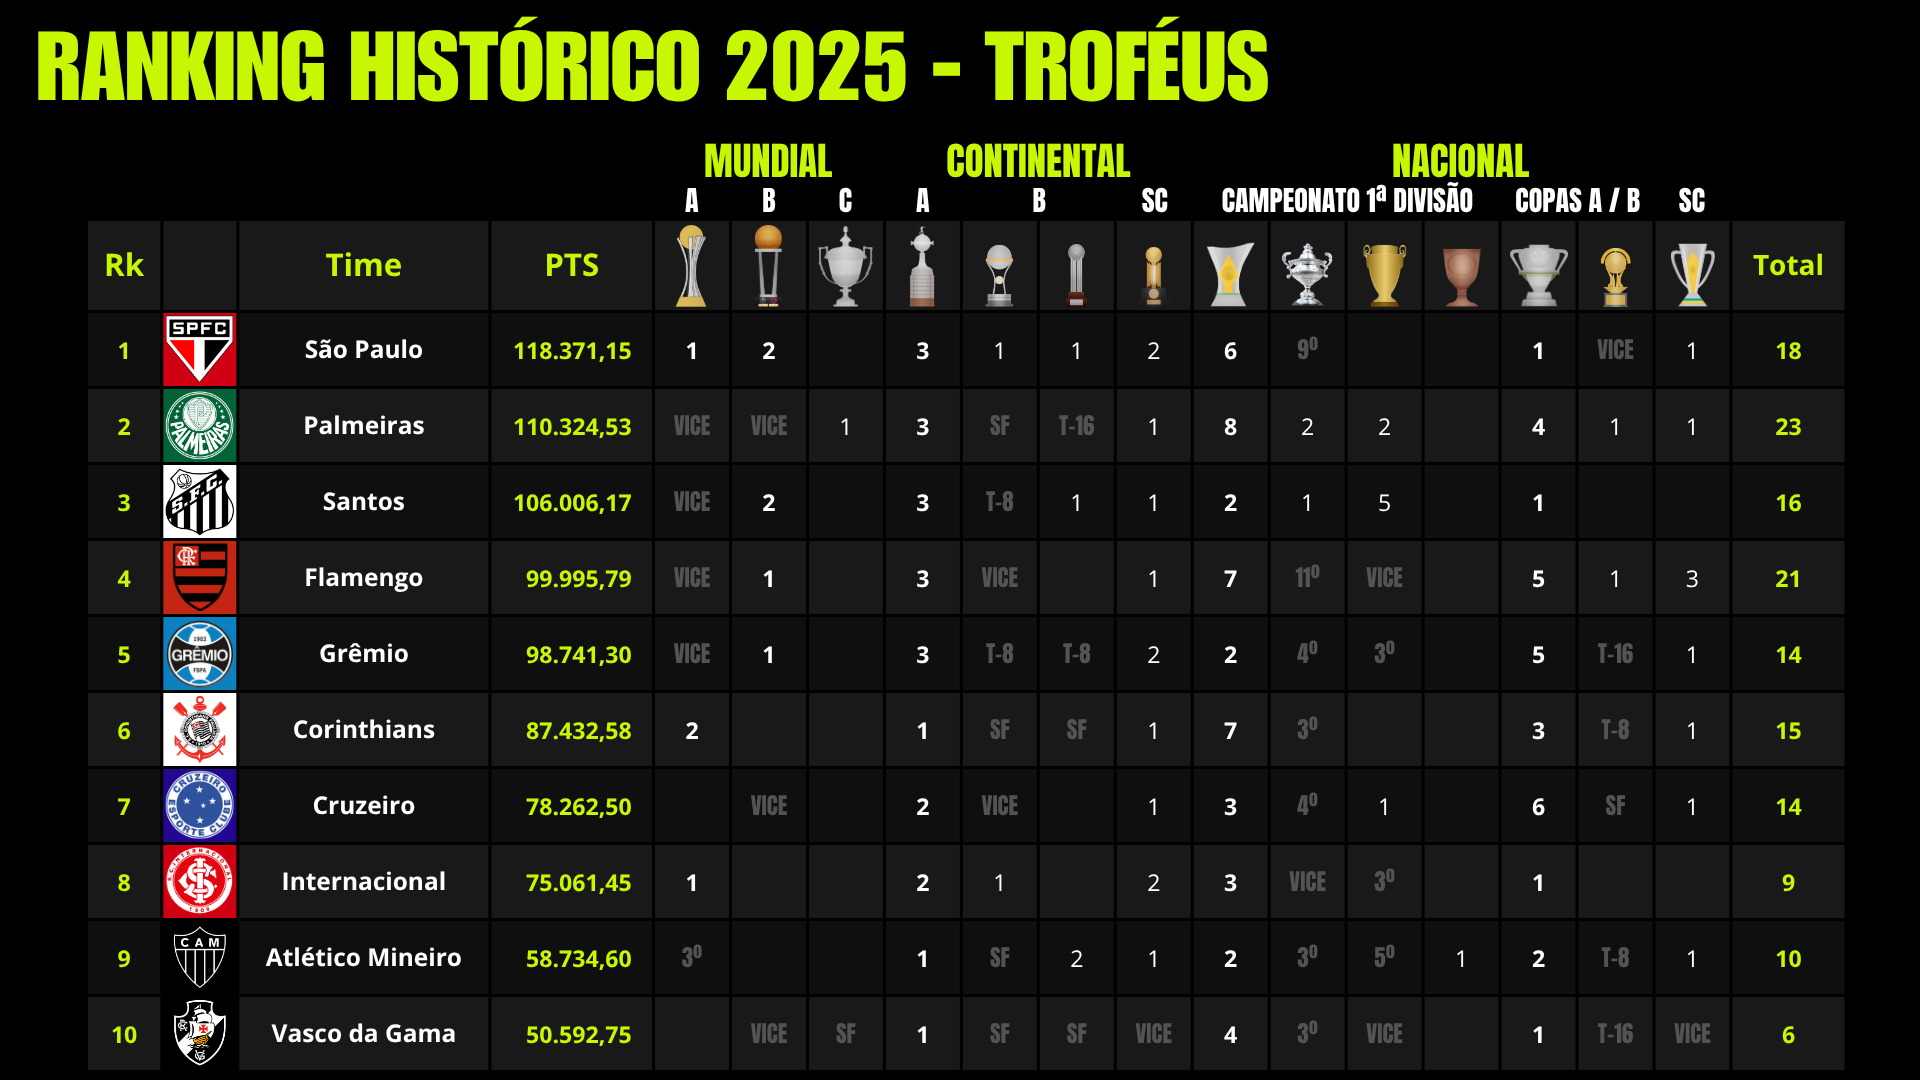 RANKING HISTÓRICO 2025 - TROFÉUS
MUNDIAL CONTINENTAL NACIONAL
A B C A B SC CAMPEONATO 1ª DIVISÃO COPAS A / B SC
Rk Time PTS Total
1 SPFC São Paulo 118.371,15 1 2 3 1 1 2 6 9º 1 VICE 1 18
2 PALMEIRAS Palmeiras 110.324,53 VICE VICE 1 3 SF T-16 1 8 2 2 4 1 1 23
3 S.F.C. Santos 106.006,17 VICE 2 3 T-8 1 1 2 1 5 1 16
4 Flamengo 99.995,79 VICE 1 3 VICE 1 7 11º VICE 5 1 3 21
5 1903 GRÊMIO FBPA Grêmio 98.741,30 VICE 1 3 T-8 T-8 2 2 4º 3º 5 T-16 1 14
6 Corinthians 87.432,58 2 1 SF SF 1 7 3º 3 T-8 1 15
7 CRUZEIRO ESPORTE CLUBE Cruzeiro 78.262,50 VICE 2 VICE 1 3 4º 1 6 SF 1 14
8 S.C. INTERNACIONAL 1909 Internacional 75.061,45 1 2 1 2 3 VICE 3º 1 9
9 CAM Atlético Mineiro 58.734,60 3º 1 SF 2 1 2 3º 5º 1 2 T-8 1 10
10 Vasco da Gama 50.592,75 VICE SF 1 SF SF VICE 4 3º VICE 1 T-16 VICE 6